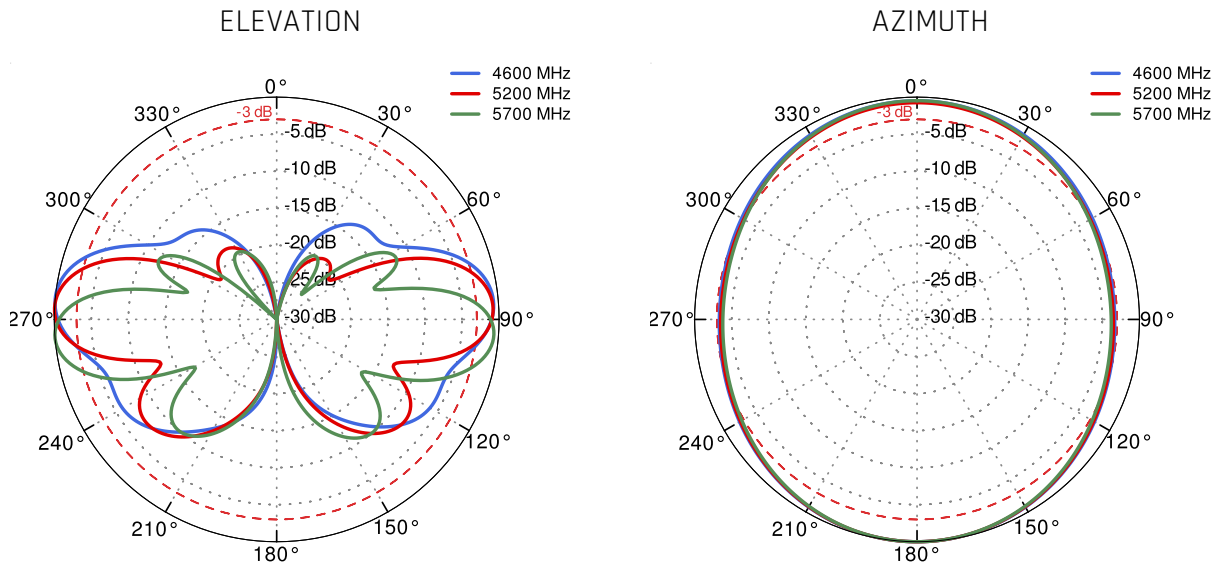 ELEVATION
4600 MHz
5200 MHz
5700 MHz
0°
30°
60°
90°
120°
150°
180°
210°
240°
270°
300°
330°
-3 dB
-5 dB
-10 dB
-15 dB
-20 dB
-25 dB
-30 dB
AZIMUTH
4600 MHz
5200 MHz
5700 MHz
0°
30°
60°
90°
120°
150°
180°
210°
240°
270°
300°
330°
-3 dB
-5 dB
-10 dB
-15 dB
-20 dB
-25 dB
-30 dB